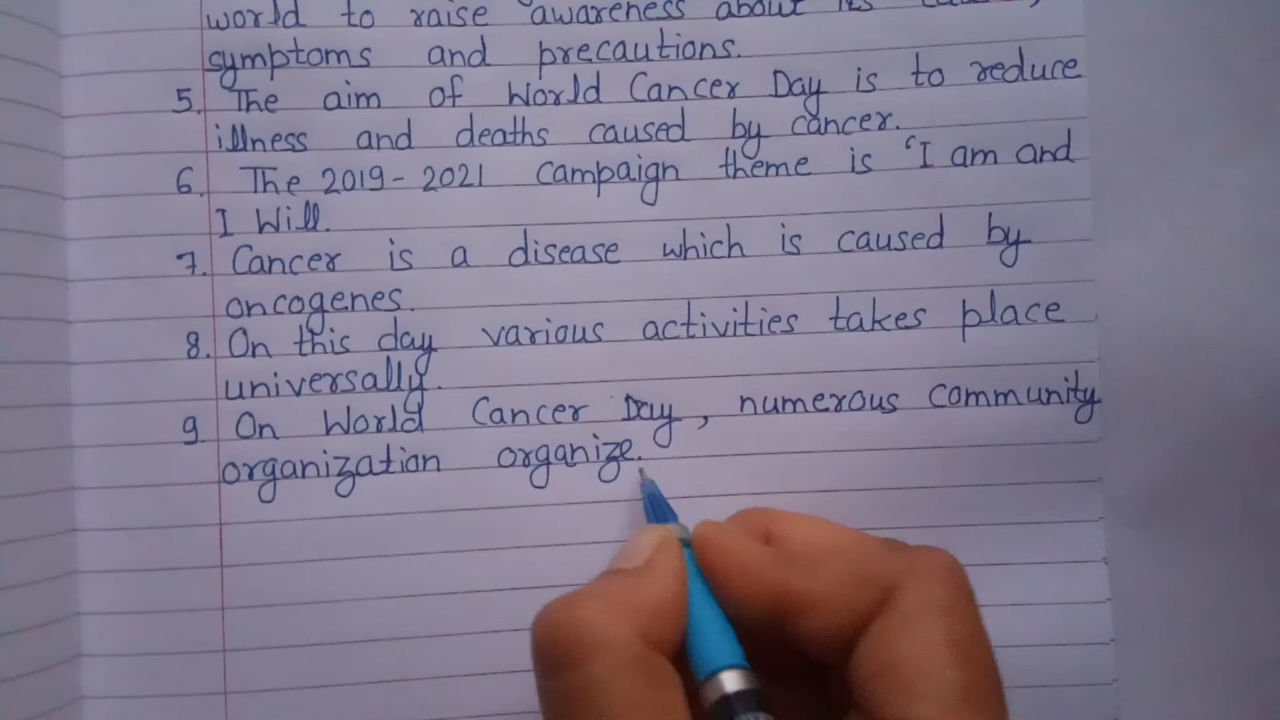 world to raise awareness about its
symptoms and precautions.
5. The aim of World Cancer Day is to reduce
illness and deaths caused by cancer.
6. The 2019-2021 campaign theme is 'I am and
I Will.
7. Cancer is a disease which is caused by
oncogenes.
8. On this day various activities takes place
universally.
9 On World Cancer Day, numerous community
organization organize.